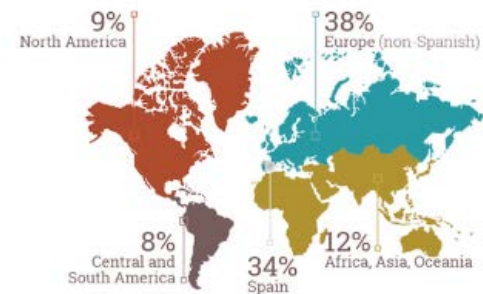 9%
North America
38%
Europe (non-Spanish)
8%
Central and
South America
34%
Spain
12%
Africa, Asia, Oceania